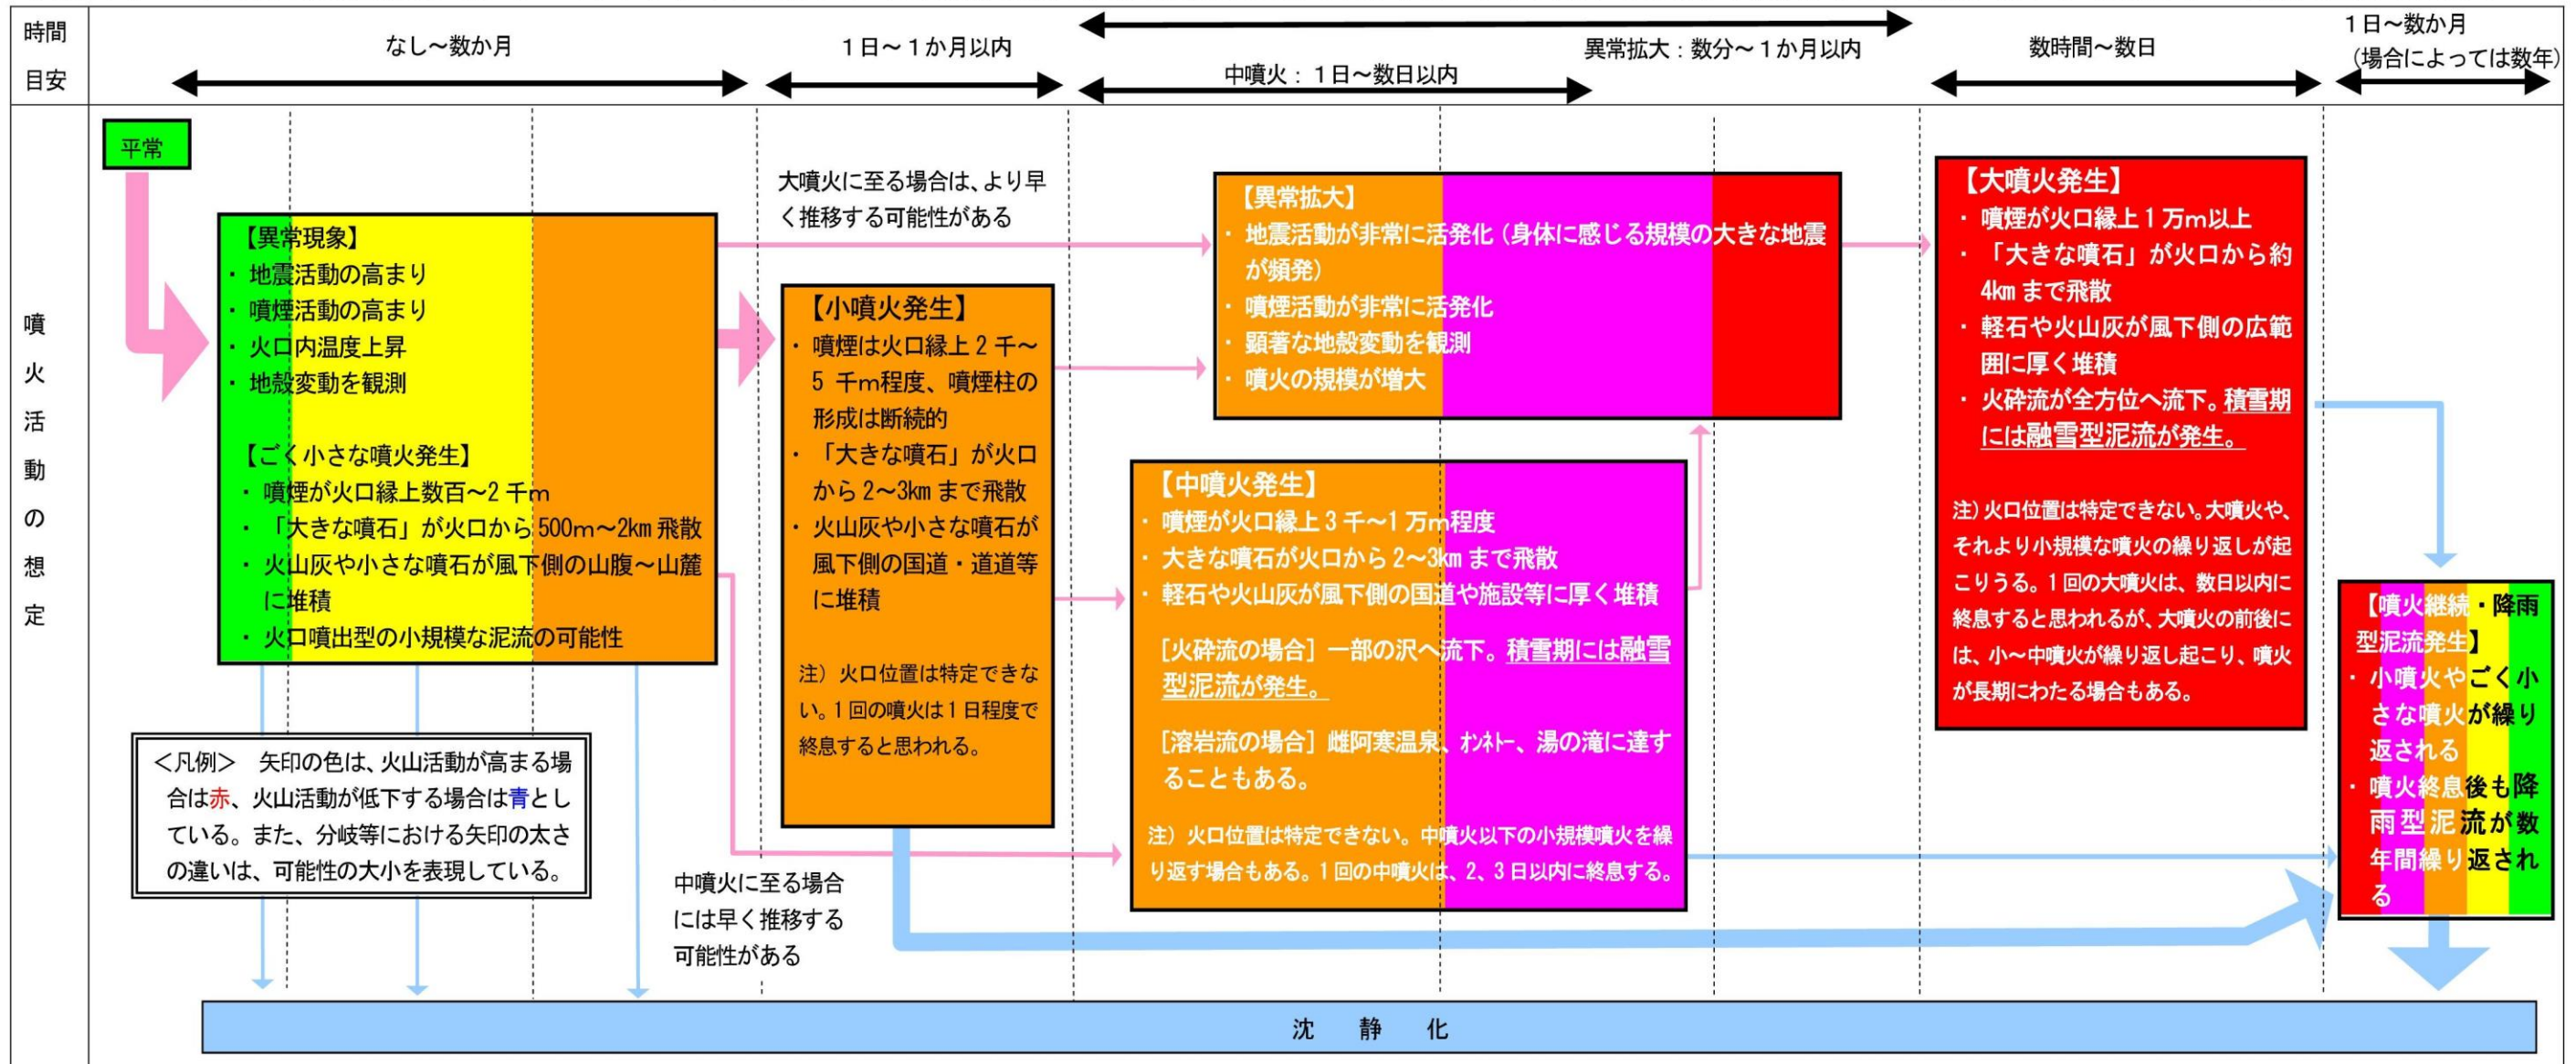 時間
目安
なし～数か月
１日～１か月以内
中噴火：１日～数日以内
異常拡大：数分～１か月以内
数時間～数日
１日～数か月
（場合によっては数年）
噴火活動の想定
平常
【異常現象】
・ 地震活動の高まり
・ 噴煙活動の高まり
・ 火口内温度上昇
・ 地殻変動を観測
【ごく小さな噴火発生】
・ 噴煙が火口縁上数百～2千ｍ
・ 「大きな噴石」が火口から500ｍ～2km飛散
・ 火山灰や小さな噴石が風下側の山腹～山麓
に堆積
・ 火口噴出型の小規模な泥流の可能性
＜凡例＞　矢印の色は、火山活動が高まる場
合は赤、火山活動が低下する場合は青とし
ている。また、分岐等における矢印の太さ
の違いは、可能性の大小を表現している。
大噴火に至る場合は、より早
く推移する可能性がある
【小噴火発生】
・ 噴煙は火口縁上2千～
5千ｍ程度、噴煙柱の
形成は断続的
・ 「大きな噴石」が火口
から2～3kmまで飛散
・ 火山灰や小さな噴石が
風下側の国道・道道等
に堆積
注）火口位置は特定できな
い。1回の噴火は1日程度で
終息すると思われる。
中噴火に至る場合
には早く推移する
可能性がある
【異常拡大】
・ 地震活動が非常に活発化（身体に感じる規模の大きな地震
が頻発）
・ 噴煙活動が非常に活発化
・ 顕著な地殻変動を観測
・ 噴火の規模が増大
【中噴火発生】
・ 噴煙が火口縁上3千～1万ｍ程度
・ 大きな噴石が火口から2～3kmまで飛散
・ 軽石や火山灰が風下側の国道や施設等に厚く堆積
［火砕流の場合］一部の沢へ流下。積雪期には融雪
型泥流が発生。
［溶岩流の場合］雌阿寒温泉、ｵﾝﾈﾄｰ、湯の滝に達す
ることもある。
注）火口位置は特定できない。中噴火以下の小規模噴火を繰
り返す場合もある。1回の中噴火は、2、3日以内に終息する。
【大噴火発生】
・ 噴煙が火口縁上1万ｍ以上
・ 「大きな噴石」が火口から約
4kmまで飛散
・ 軽石や火山灰が風下側の広範
囲に厚く堆積
・ 火砕流が全方位へ流下。積雪期
には融雪型泥流が発生。
注）火口位置は特定できない。大噴火や、
それより小規模な噴火の繰り返しが起
こりうる。1回の大噴火は、数日以内に
終息すると思われるが、大噴火の前後に
は、小～中噴火が繰り返し起こり、噴火
が長期にわたる場合もある。
【噴火継続・降雨
型泥流発生】
・ 小噴火やごく小
さな噴火が繰り
返される
・ 噴火終息後も降
雨型泥流が数
年間繰り返され
る
沈　静　化